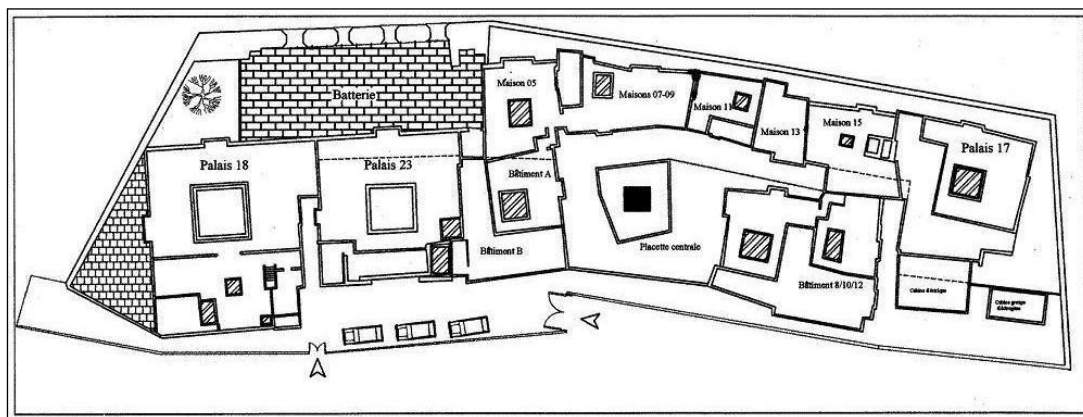 Maison 05
Maisons 07-09
Batterie
Maison 11
Maison 13
Maison 15
Palais 18
Palais 23
Palais 17
Bâtiment A
Bâtiment B
Placette centrale
Bâtiment 8/10/12